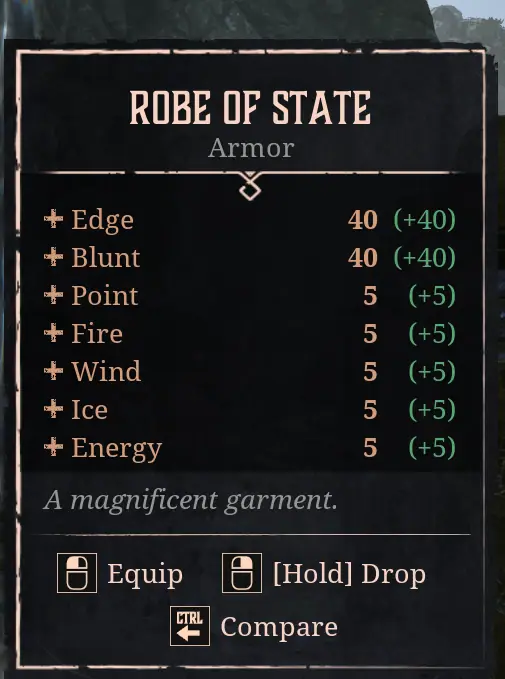 ROBE OF STATE
Armor
Edge 40 (+40)
Blunt 40 (+40)
Point 5 (+5)
Fire 5 (+5)
Wind 5 (+5)
Ice 5 (+5)
Energy 5 (+5)
A magnificent garment.
Equip [Hold] Drop
CTRL Compare